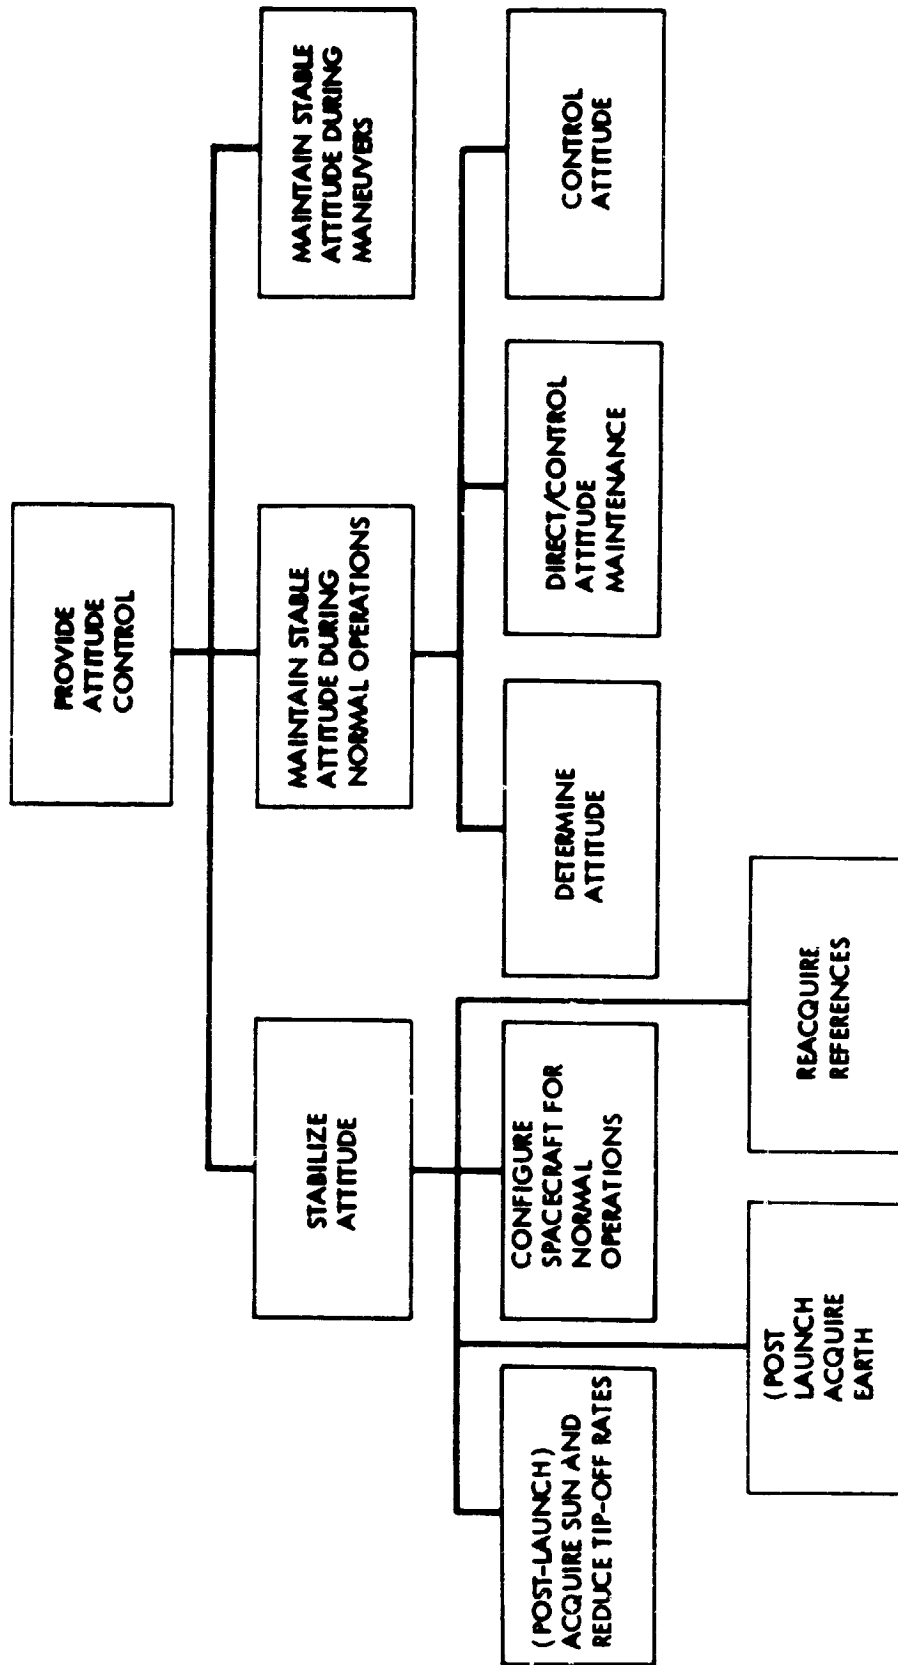 PROVIDE
ATTITUDE
CONTROL
STABILIZE
ATTITUDE
MAINTAIN STABLE
ATTITUDE DURING
NORMAL OPERATIONS
MAINTAIN STABLE
ATTITUDE DURING
MANEUVERS
(POST-LAUNCH)
ACQUIRE SUN AND
REDUCE TIP-OFF RATES
CONFIGURE
SPACECRAFT FOR
NORMAL
OPERATIONS
DETERMINE
ATTITUDE
DIRECT/CONTROL
ATTITUDE
MAINTENANCE
CONTROL
ATTITUDE
(POST
LAUNCH
ACQUIRE
EARTH
REACQUIRE
REFERENCES